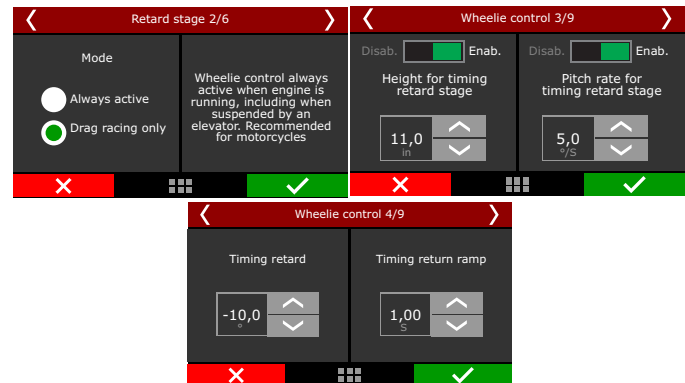 Retard stage 2/6
Mode
Always active
Drag racing only
Wheelie control always
active when engine is
running, including when
suspended by an
elevator. Recommended
for motorcycles
Wheelie control 3/9
Disab. Enab.
Height for timing
retard stage
11,0
in
Disab. Enab.
Pitch rate for
timing retard stage
5,0
°/S
Wheelie control 4/9
Timing retard
-10,0
°
Timing return ramp
1,00
S